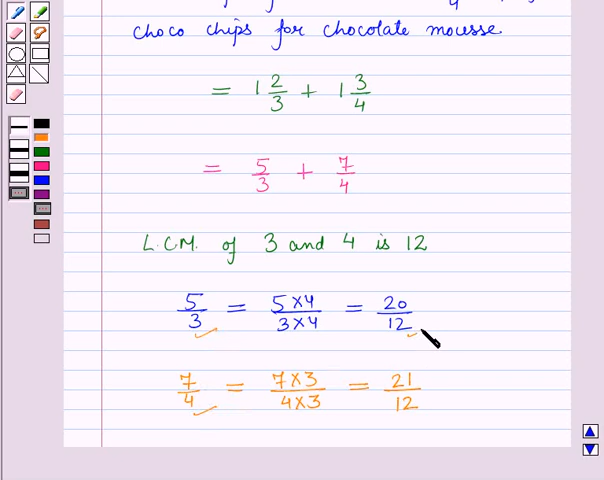 4
choco chips for chocolate mousse
= 1 2/3 + 1 3/4
= 5/3 + 7/4
L.C.M. of 3 and 4 is 12
5/3 = 5×4/3×4 = 20/12
7/4 = 7×3/4×3 = 21/12